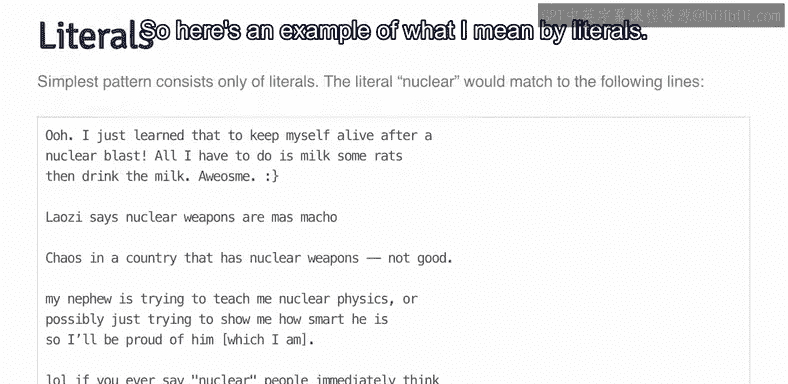 Literals
So here's an example of what I mean by literals.
Simplest pattern consists only of literals. The literal “nuclear” would match to the following lines:
Ooh. I just learned that to keep myself alive after a
nuclear blast! All I have to do is milk some rats
then drink the milk. Aweosme. :}
Laozi says nuclear weapons are mas macho
Chaos in a country that has nuclear weapons –– not good.
my nephew is trying to teach me nuclear physics, or
possibly just trying to show me how smart he is
so I’ll be proud of him [which I am].
lol if you ever say "nuclear" people immediately think